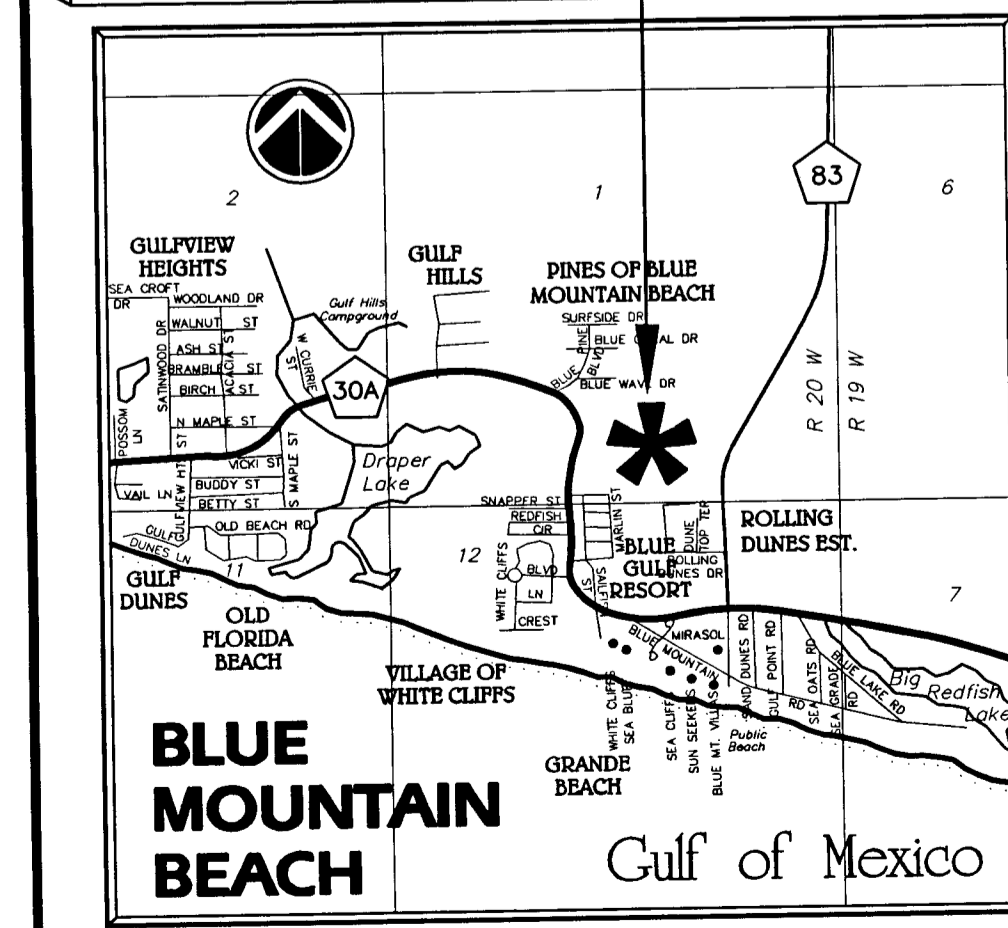 83
2
1
6
GULFVIEW
HEIGHTS
GULF
HILLS
PINES OF BLUE
MOUNTAIN BEACH
SEA CROFT
DR
WOODLAND DR
WALNUT ST
ASH ST
BRAMBLE ST
BIRCH ST
N MAPLE ST
SATINWOOD DR
ACACIA ST
POSSOM
LN
Gulf Hills
Campground
W CURRIE
ST
30A
SURFSIDE DR
BLUE AL DR
BLUE PINE
BLVD
BLUE WAVE DR
R 20 W
R 19 W
VICKI ST
BUDDY ST
BETTY ST
VAIL LN
GULFVIEW HT ST
S MAPLE ST
OLD BEACH RD
GULF
DUNES LN
Draper
Lake
SNAPPER ST
REDFISH
CIR
MARLIN ST
DUNE
TOP TER
ROLLING
DUNES EST.
BLUE
GULF
RESORT
ROLLING
DUNES DR
11
12
7
GULF
DUNES
OLD
FLORIDA
BEACH
WHITE CLIFFS
BLVD
LN
CREST
ST
VILLAGE OF
WHITE CLIFFS
BLUE MOUNTAIN
RD
MIRASOL
SAND DUNES RD
GULF POINT RD
SEA OATS RD
SEA GRADE
RD
BLUE LAKE RD
Big
Redfish
Lake
WHITE CLIFFS
SEA BLUE
SEA CLIFF
SUN SEEKERS
BLUE MT. VILLAS
Public
Beach
GRANDE
BEACH
BLUE
MOUNTAIN
BEACH
Gulf of Mexico